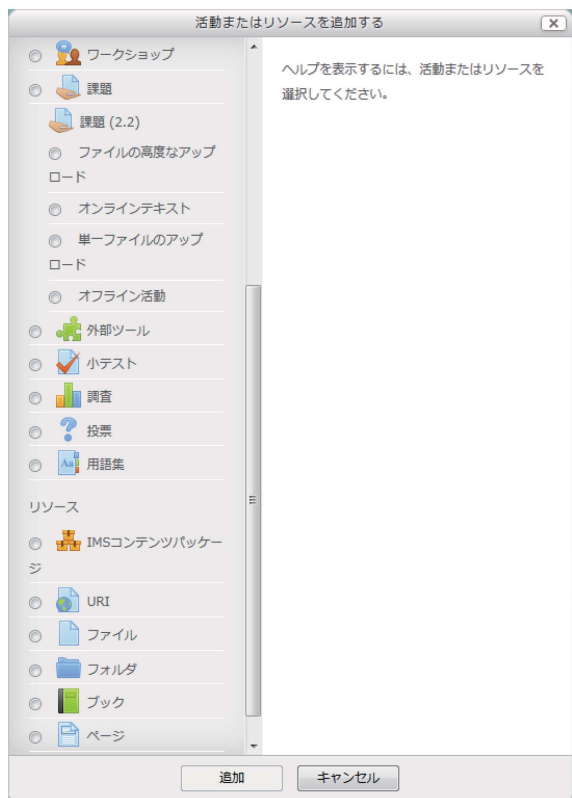 活動またはリソースを追加する
ワークショップ
課題
課題 (2.2)
ファイルの高度なアップ
ロード
オンラインテキスト
単一ファイルのアップ
ロード
オフライン活動
外部ツール
小テスト
調査
投票
用語集
リソース
IMSコンテンツパッケー
ジ
URI
ファイル
フォルダ
ブック
ページ
ヘルプを表示するには、活動またはリソースを
選択してください。
追加
キャンセル